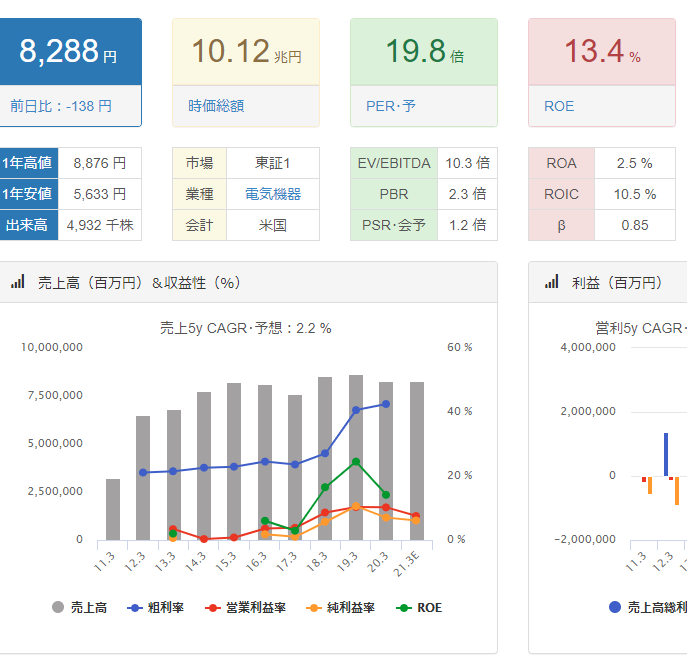 8,288 円
10.12 兆円
19.8 倍
13.4 %
前日比：-138 円
時価総額
PER･予
ROE
1年高値 8,876 円
1年安値 5,633 円
出来高 4,932 千株
市場 東証1
業種 電気機器
会計 米国
EV/EBITDA 10.3 倍
PBR 2.3 倍
PSR･会予 1.2 倍
ROA 2.5 %
ROIC 10.5 %
β 0.85
売上高（百万円）＆収益性（%）
売上5y CAGR･予想：2.2 %
10,000,000
7,500,000
5,000,000
2,500,000
0
60 %
40 %
20 %
0 %
11.3
12.3
13.3
14.3
15.3
16.3
17.3
18.3
19.3
20.3
21.3E
売上高 粗利率 営業利益率 純利益率 ROE
利益（百万円）
営利5y CAGR･
4,000,000
2,000,000
0
-2,000,000
11.3
12.3
売上高総利